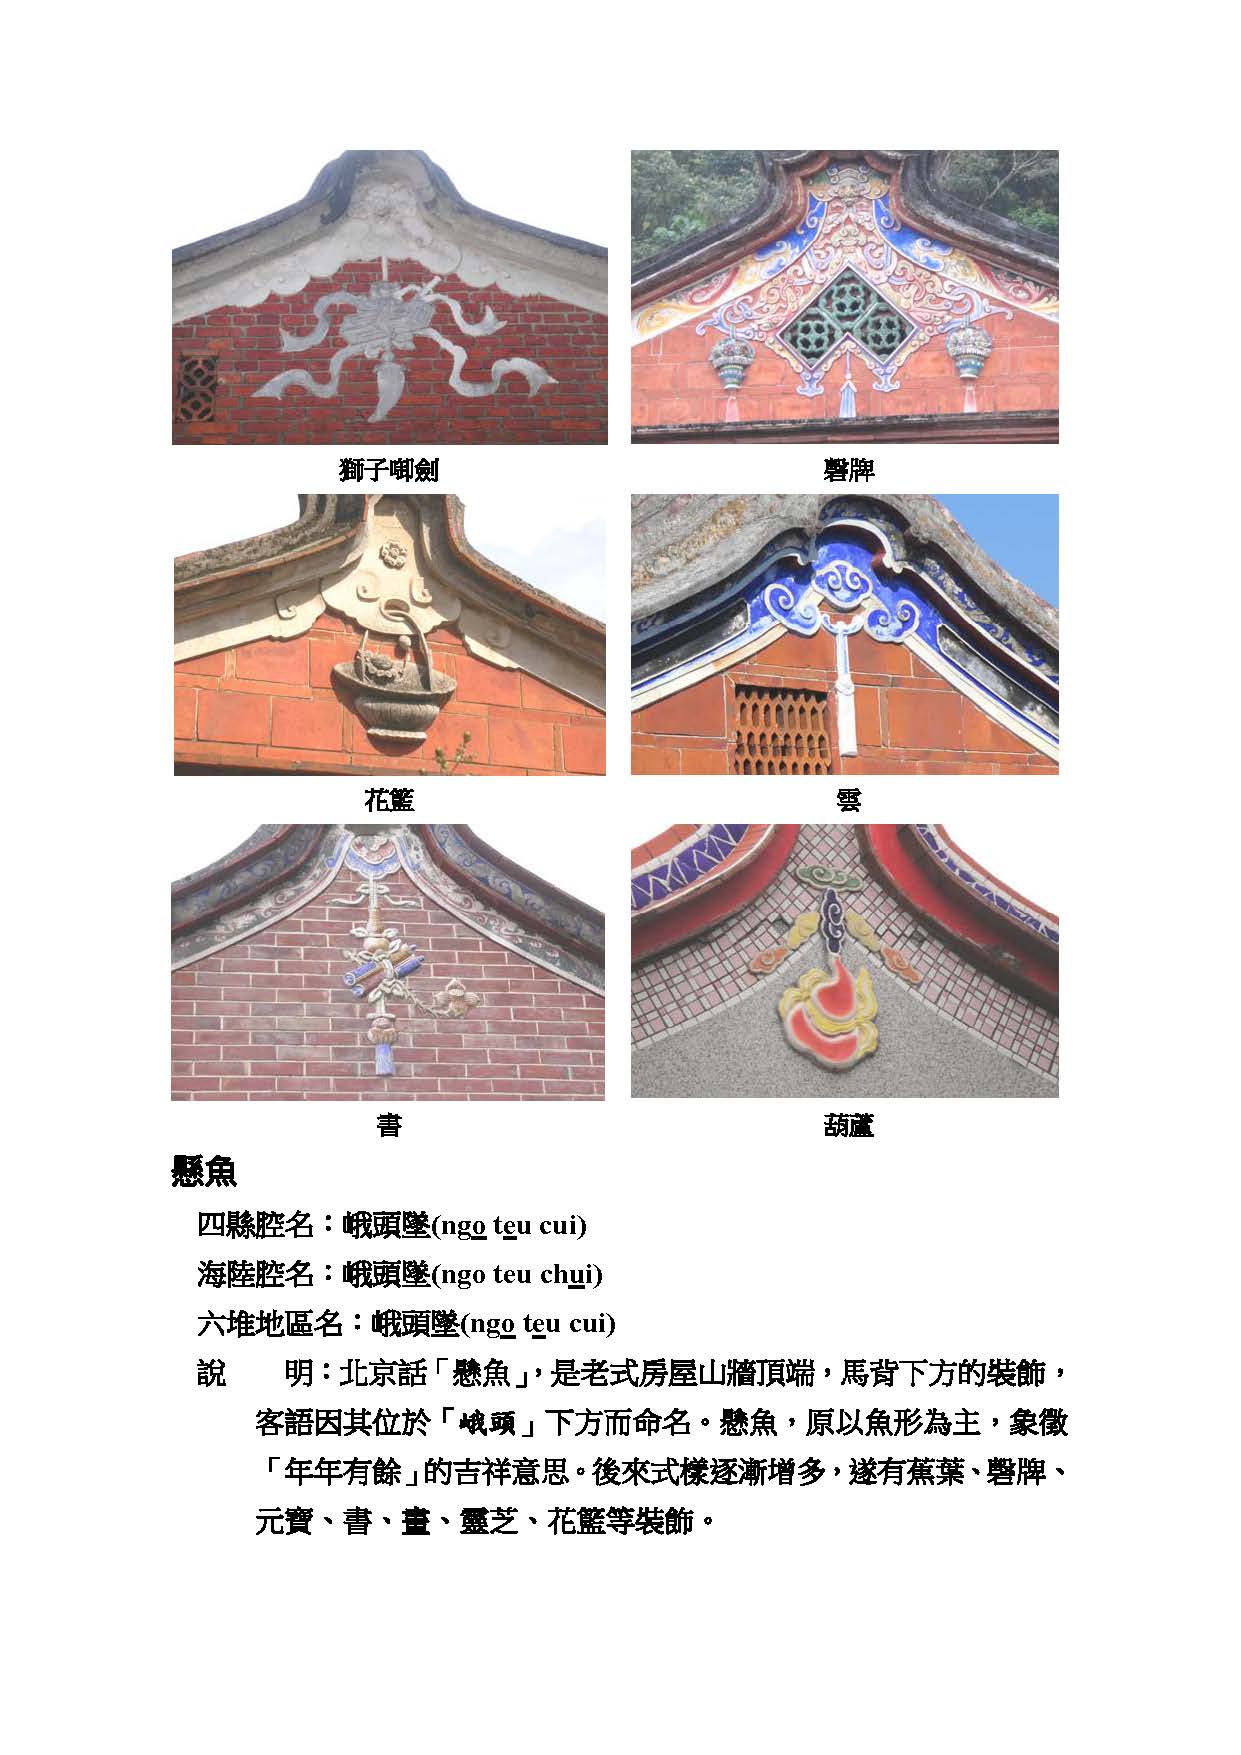 獅子啣劍
磬牌
花籃
雲
書
葫蘆
懸魚
四縣腔名：峨頭墜(ngo teu cui)
海陸腔名：峨頭墜(ngo teu chui)
六堆地區名：峨頭墜(ngo teu cui)
說　　明：北京話「懸魚」，是老式房屋山牆頂端，馬背下方的裝飾，
客語因其位於「峨頭」下方而命名。懸魚，原以魚形為主，象徵
「年年有餘」的吉祥意思。後來式樣逐漸增多，遂有蕉葉、磬牌、
元寶、書、畫、靈芝、花籃等裝飾。